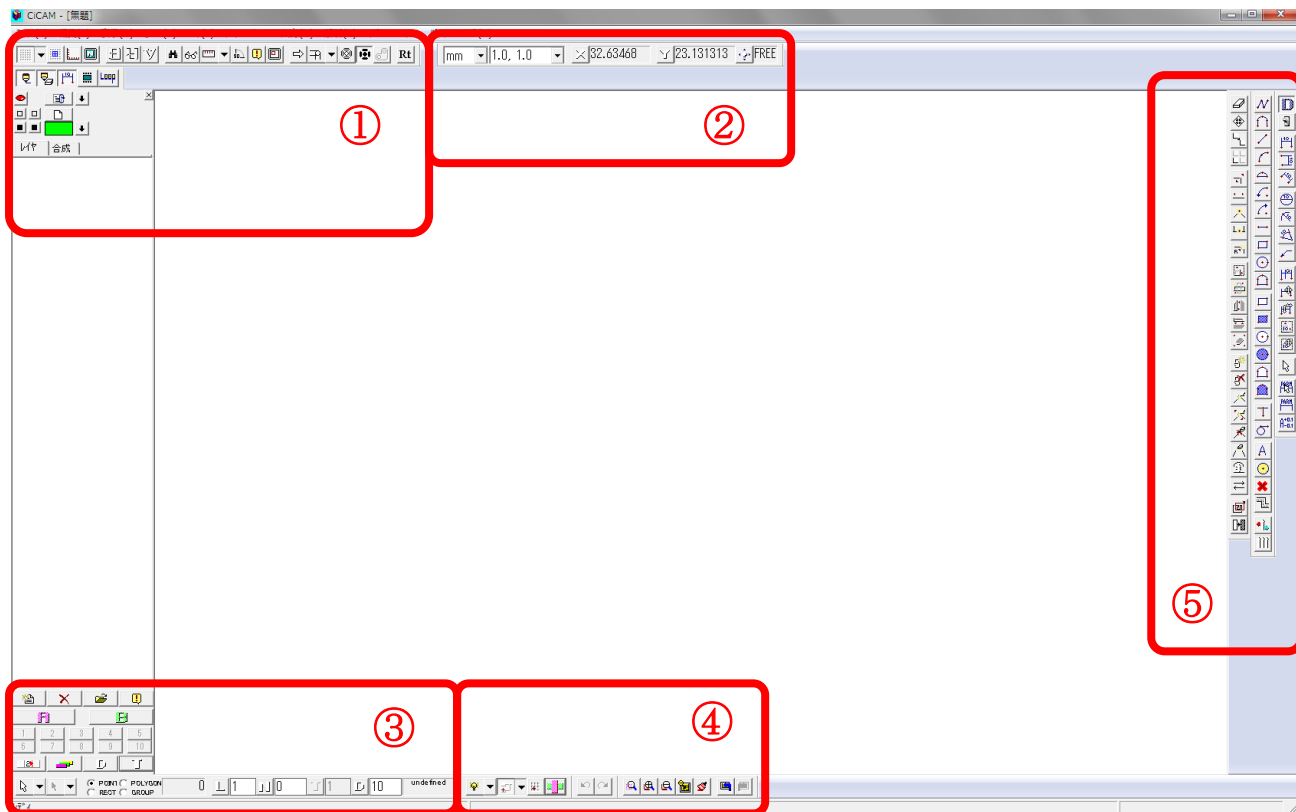 CiCAM - [無題]
Rt mm 1.0, 1.0 X 32.63468 Y 23.131313 FREE
Loop
①
②
レイヤ 合成
⑤
③
④
1 2 3 4 5
6 7 8 9 10
POINT POLYGON
RECT GROUP
0 1 0 1 10 undefined